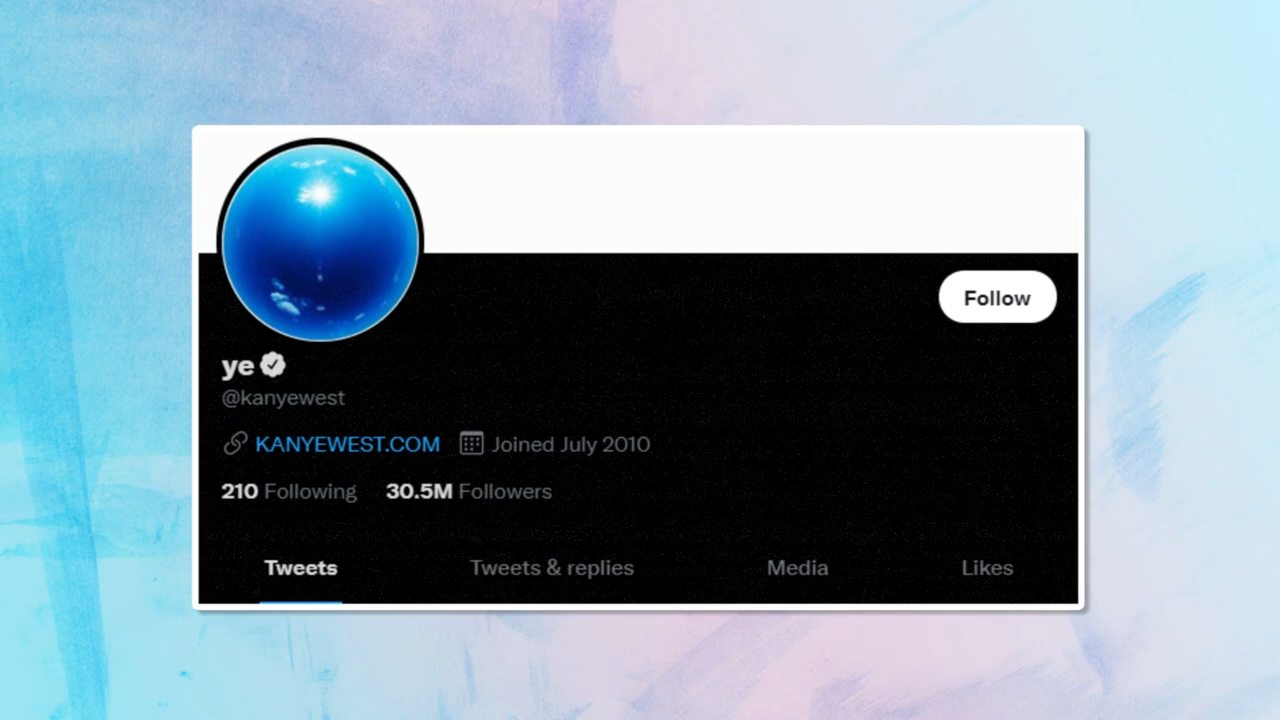 Follow
ye
@kanyewest
KANYEWEST.COM Joined July 2010
210 Following 30.5M Followers
Tweets Tweets & replies Media Likes